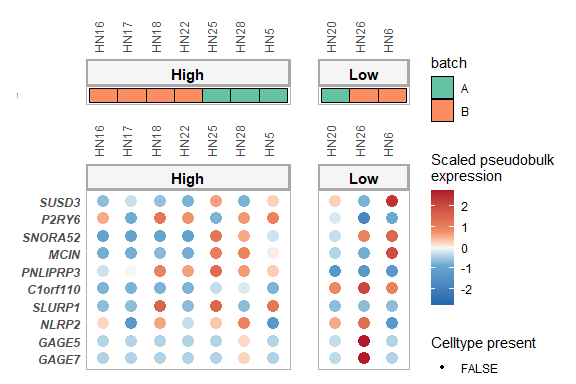 HN16 HN17 HN18 HN22 HN25 HN28 HN5 HN20 HN26 HN6
High Low
batch
A
B
HN16 HN17 HN18 HN22 HN25 HN28 HN5 HN20 HN26 HN6
High Low
SUSD3
P2RY6
SNORA52
MCIN
PNLIPRP3
C1orf110
SLURP1
NLRP2
GAGE5
GAGE7
Scaled pseudobulk
expression
2
1
0
-1
-2
Celltype present
FALSE